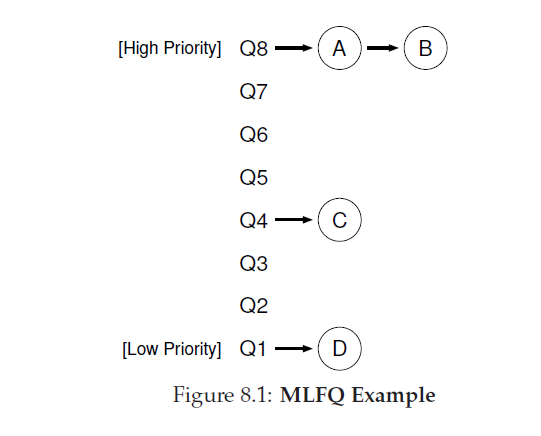 [High Priority] Q8 A B
Q7
Q6
Q5
Q4 C
Q3
Q2
[Low Priority] Q1 D
Figure 8.1: MLFQ Example